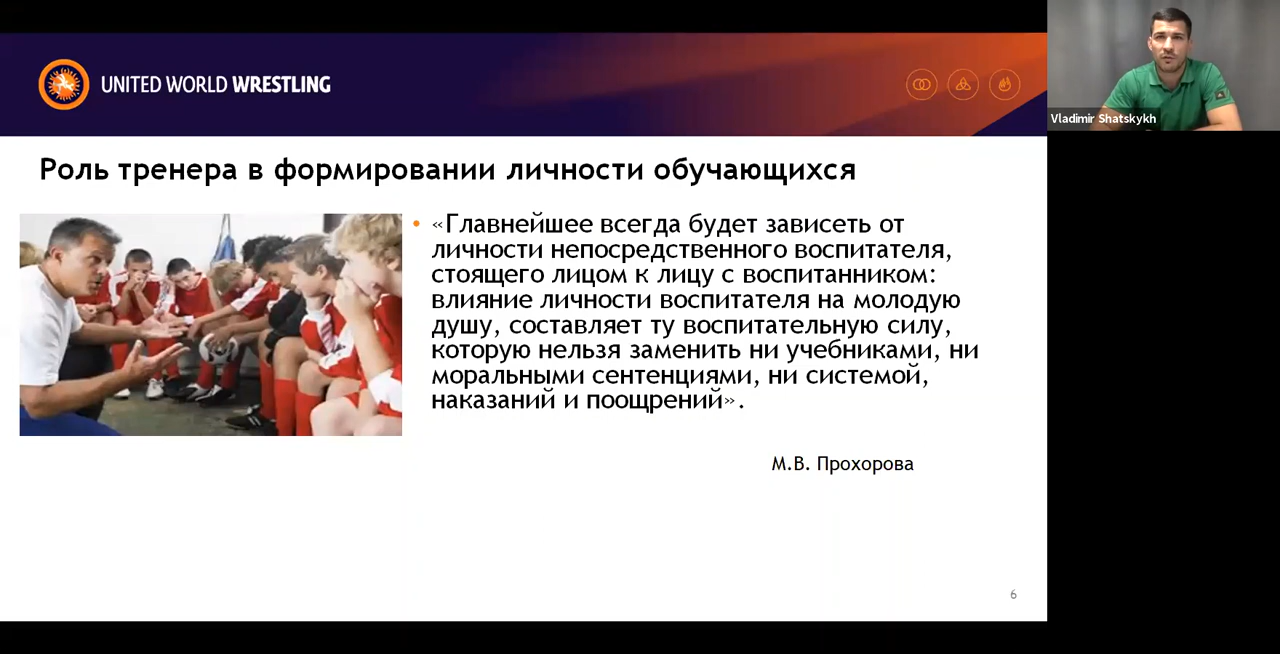 UNITED WORLD WRESTLING
Vladimir Shatskykh
Роль тренера в формировании личности обучающихся
• «Главнейшее всегда будет зависеть от
личности непосредственного воспитателя,
стоящего лицом к лицу с воспитанником:
влияние личности воспитателя на молодую
душу, составляет ту воспитательную силу,
которую нельзя заменить ни учебниками, ни
моральными сентенциями, ни системой,
наказаний и поощрений».
М.В. Прохорова
6